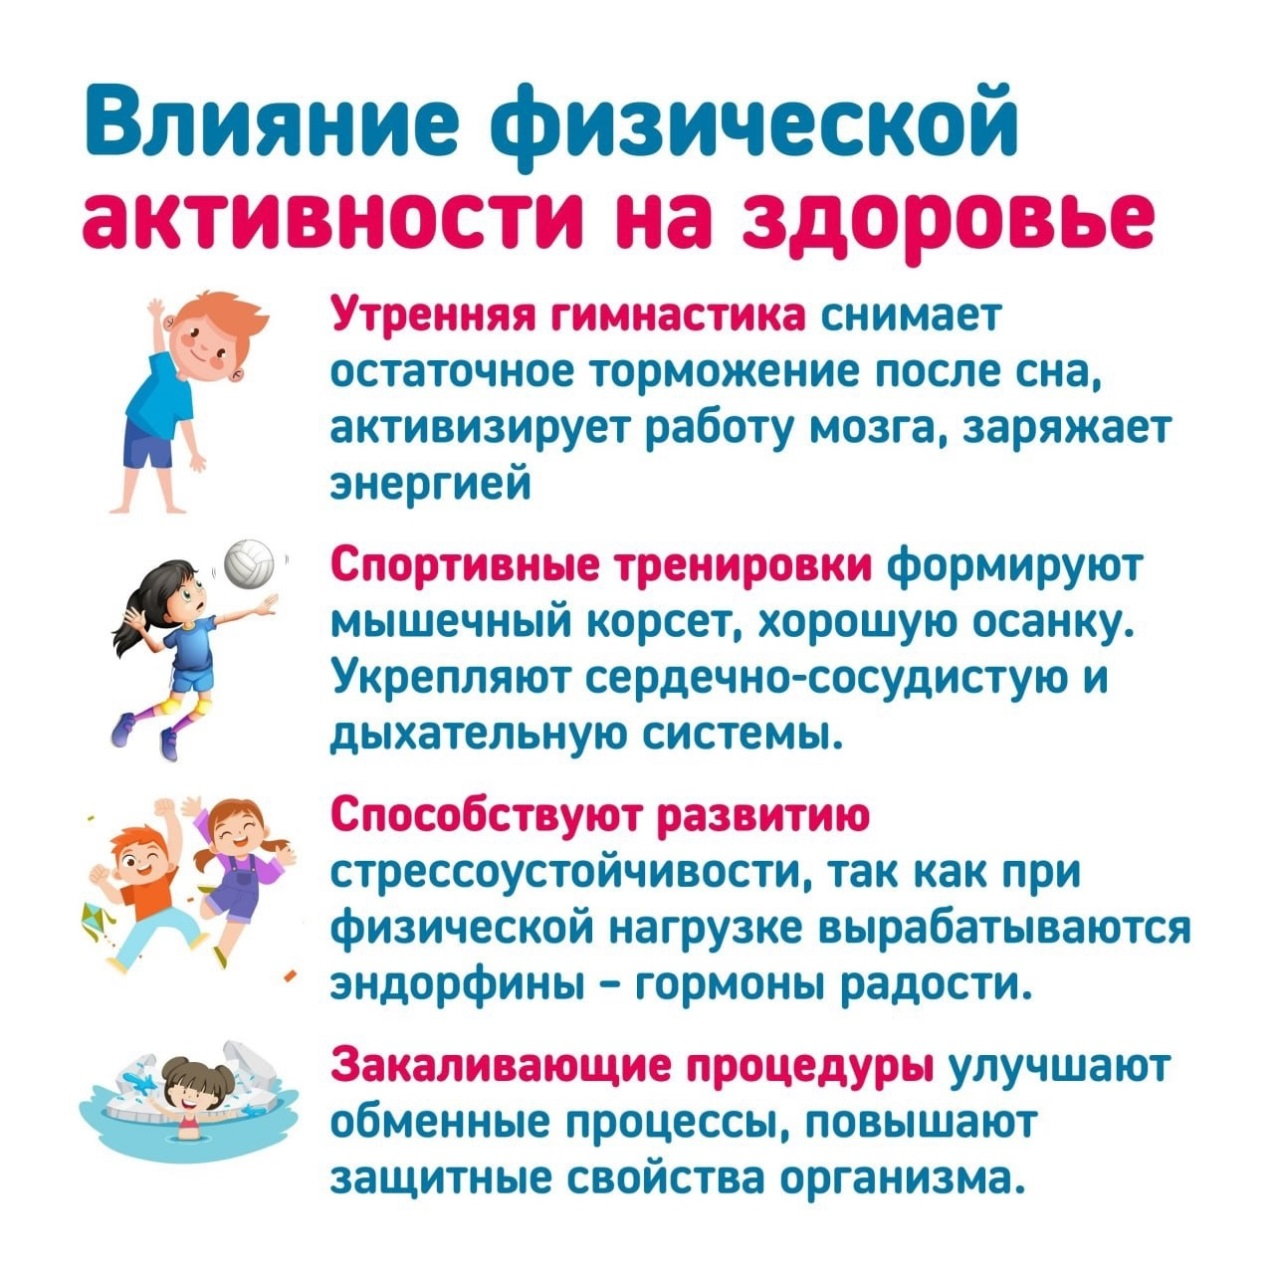 Влияние физической
активности на здоровье
Утренняя гимнастика снимает
остаточное торможение после сна,
активизирует работу мозга, заряжает
энергией
Спортивные тренировки формируют
мышечный корсет, хорошую осанку.
Укрепляют сердечно-сосудистую и
дыхательную системы.
Способствуют развитию
стрессоустойчивости, так как при
физической нагрузке вырабатываются
эндорфины – гормоны радости.
Закаливающие процедуры улучшают
обменные процессы, повышают
защитные свойства организма.